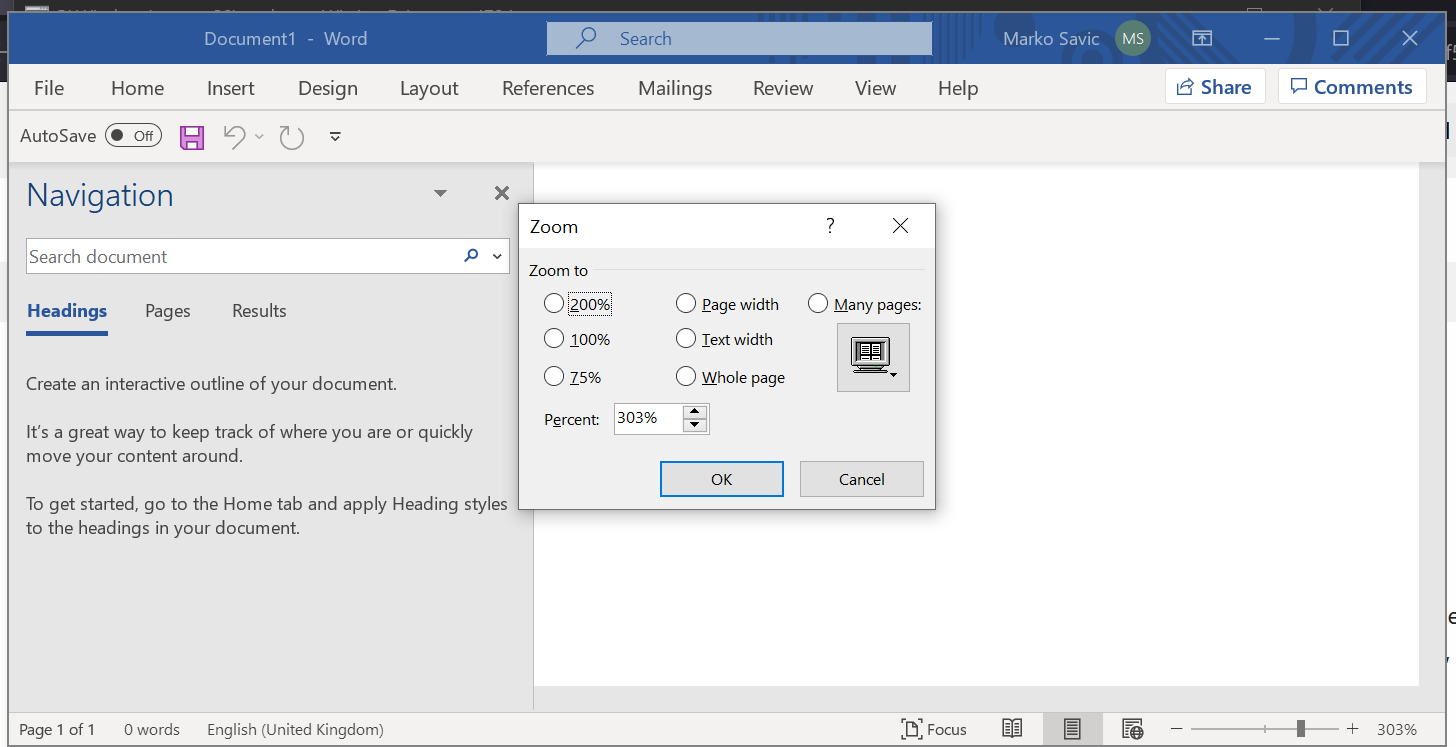 Document1 - Word
Search
Marko Savic
MS
File Home Insert Design Layout References Mailings Review View Help
Share
Comments
AutoSave Off
Navigation
Search document
Headings Pages Results
Create an interactive outline of your document.
It's a great way to keep track of where you are or quickly
move your content around.
To get started, go to the Home tab and apply Heading styles
to the headings in your document.
Zoom ?
Zoom to
200% Page width Many pages:
100% Text width
75% Whole page
Percent: 303%
OK Cancel
Page 1 of 1 0 words English (United Kingdom) Focus 303%